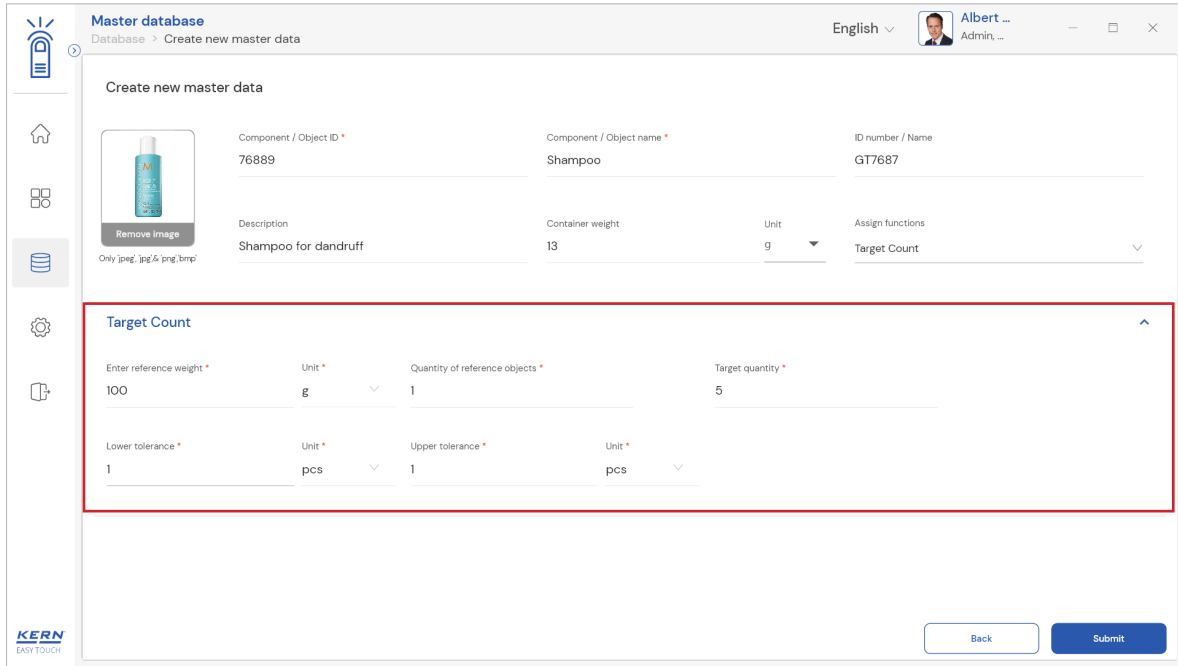 Master database
Database > Create new master data
English
Albert ...
Admin, ...
Create new master data
Component / Object ID *
Component / Object name *
ID number / Name
76889
Shampoo
GT7687
M
Remove image
Only 'jpeg', 'jpg',& 'png','bmp'
Description
Container weight
Unit
Assign functions
Shampoo for dandruff
13
g
Target Count
Target Count
Enter reference weight *
Unit *
Quantity of reference objects *
Target quantity *
100
g
1
5
Lower tolerance *
Unit *
Upper tolerance *
Unit *
1
pcs
1
pcs
KERN
EASY TOUCH
Back
Submit